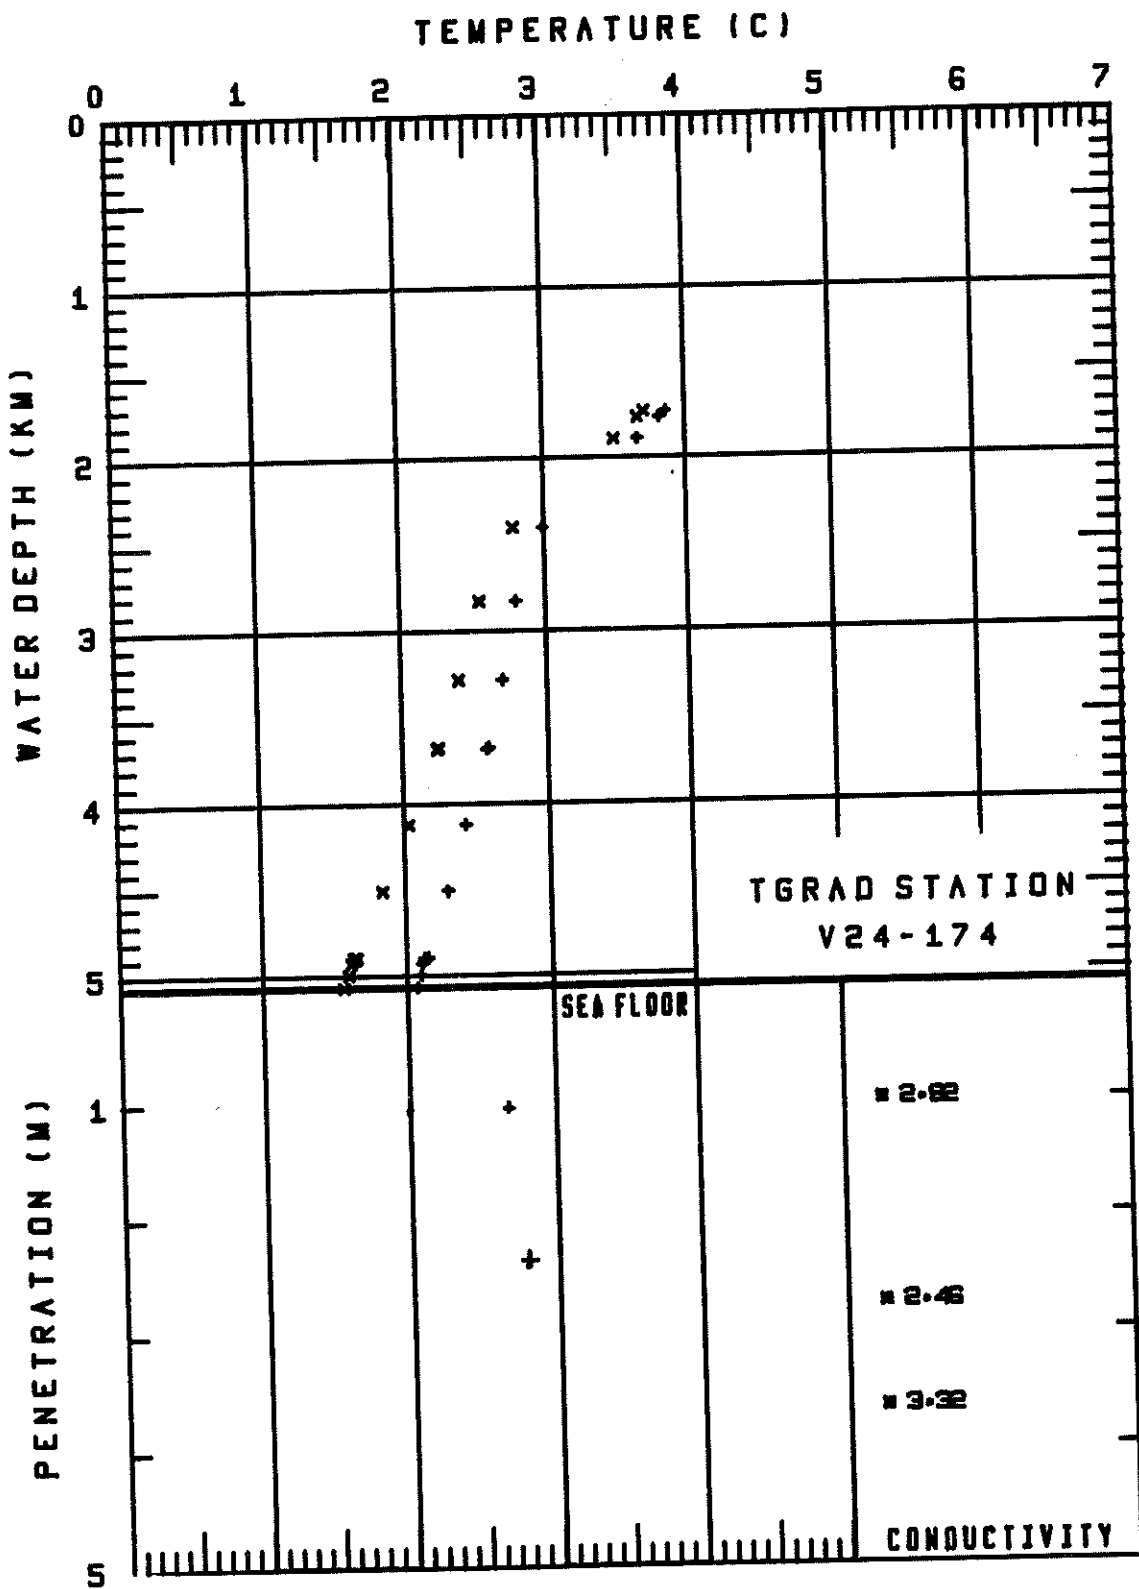 TEMPERATURE (C)
0 1 2 3 4 5 6 7
0
1
2
3
4
5
WATER DEPTH (KM)
TGRAD STATION
V24-174
SEA FLOOR
PENETRATION (M)
1
5
2.82
2.46
3.32
CONDUCTIVITY